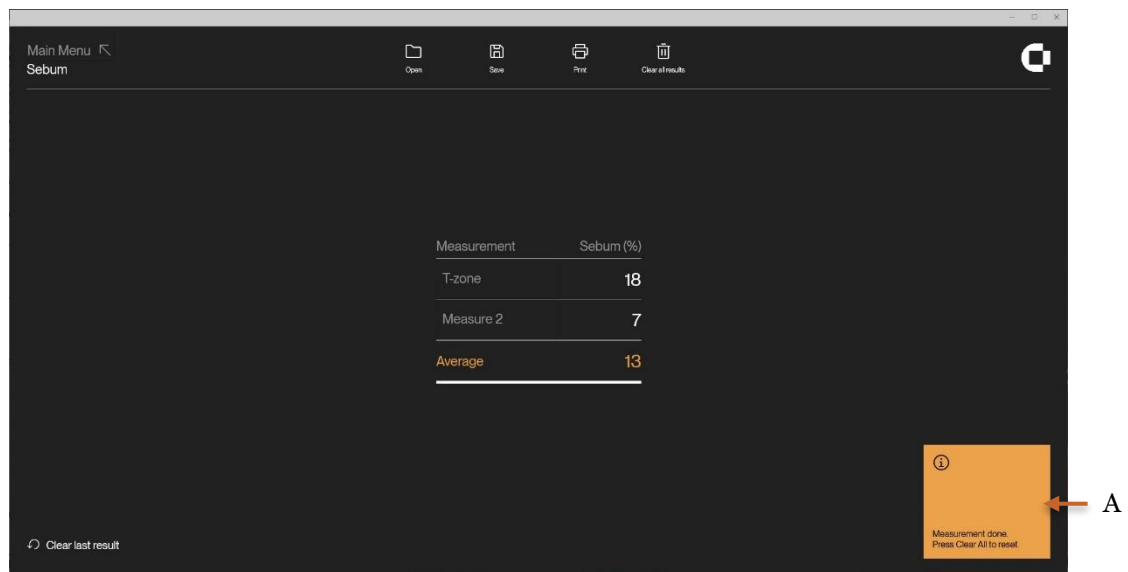 Main Menu
Sebum
Open
Save
Print
Clear all results
Measurement Sebum (%)
T-zone 18
Measure 2 7
Average 13
Measurement done.
Press Clear All to reset.
A
Clear last result